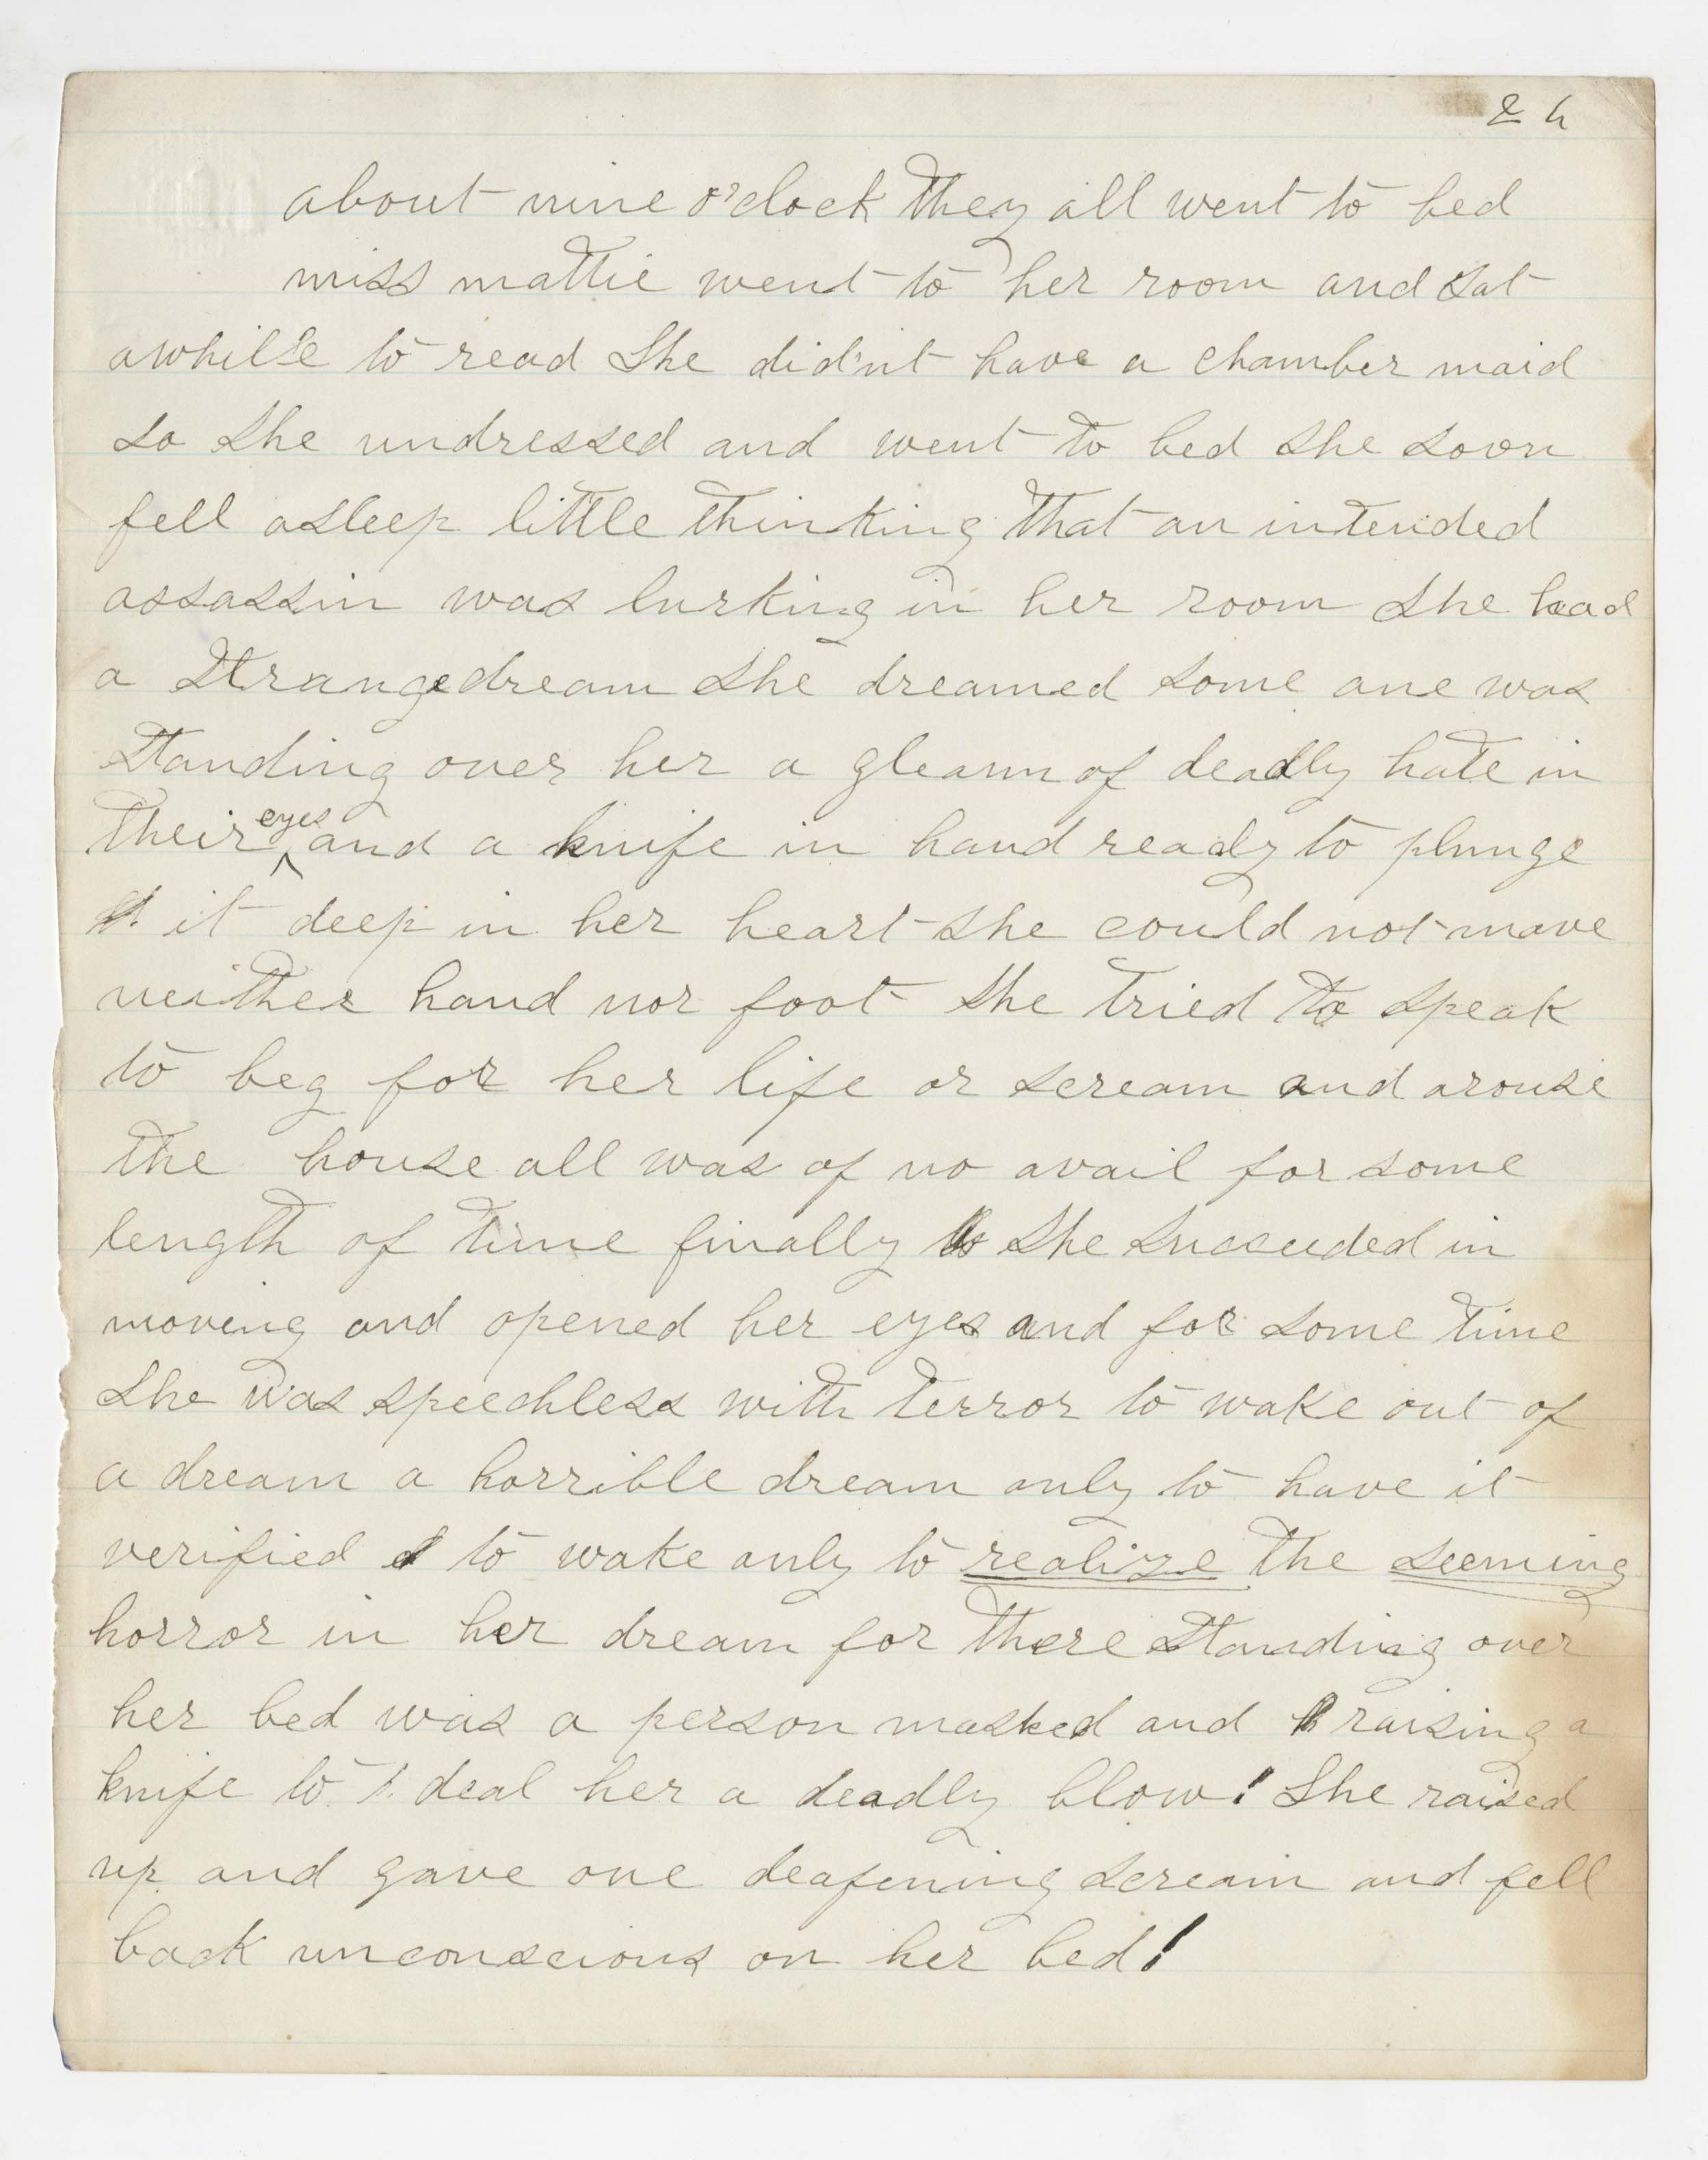 about nine o'clock they all went to bed
miss mattie went to her room and sat
awhile to read She did'nt have a chamber maid
so she undressed and went to bed she soon
fell asleep little thinking that an intended
assassin was lurking in her room She had
a Strange dream She dreamed some one was
Standing over her a gleam of deadly hate in
their eyes and a knife in hand ready to plunge
it deep in her heart she could not move
neither hand nor foot She tried to speak
to beg for her life or scream and arouse
the house all was of no avail for some
length of time finally She Succeeded in
moving and opened her eyes and for some time
She was speechless with terror to wake out of
a dream a horrible dream only to have it
verified to wake only to realize the seeming
horror in her dream for there Standing over
her bed was a person masked and raising a
knife to deal her a deadly blow! She raised
up and gave one deafening scream and fell
back unconscious on her bed!